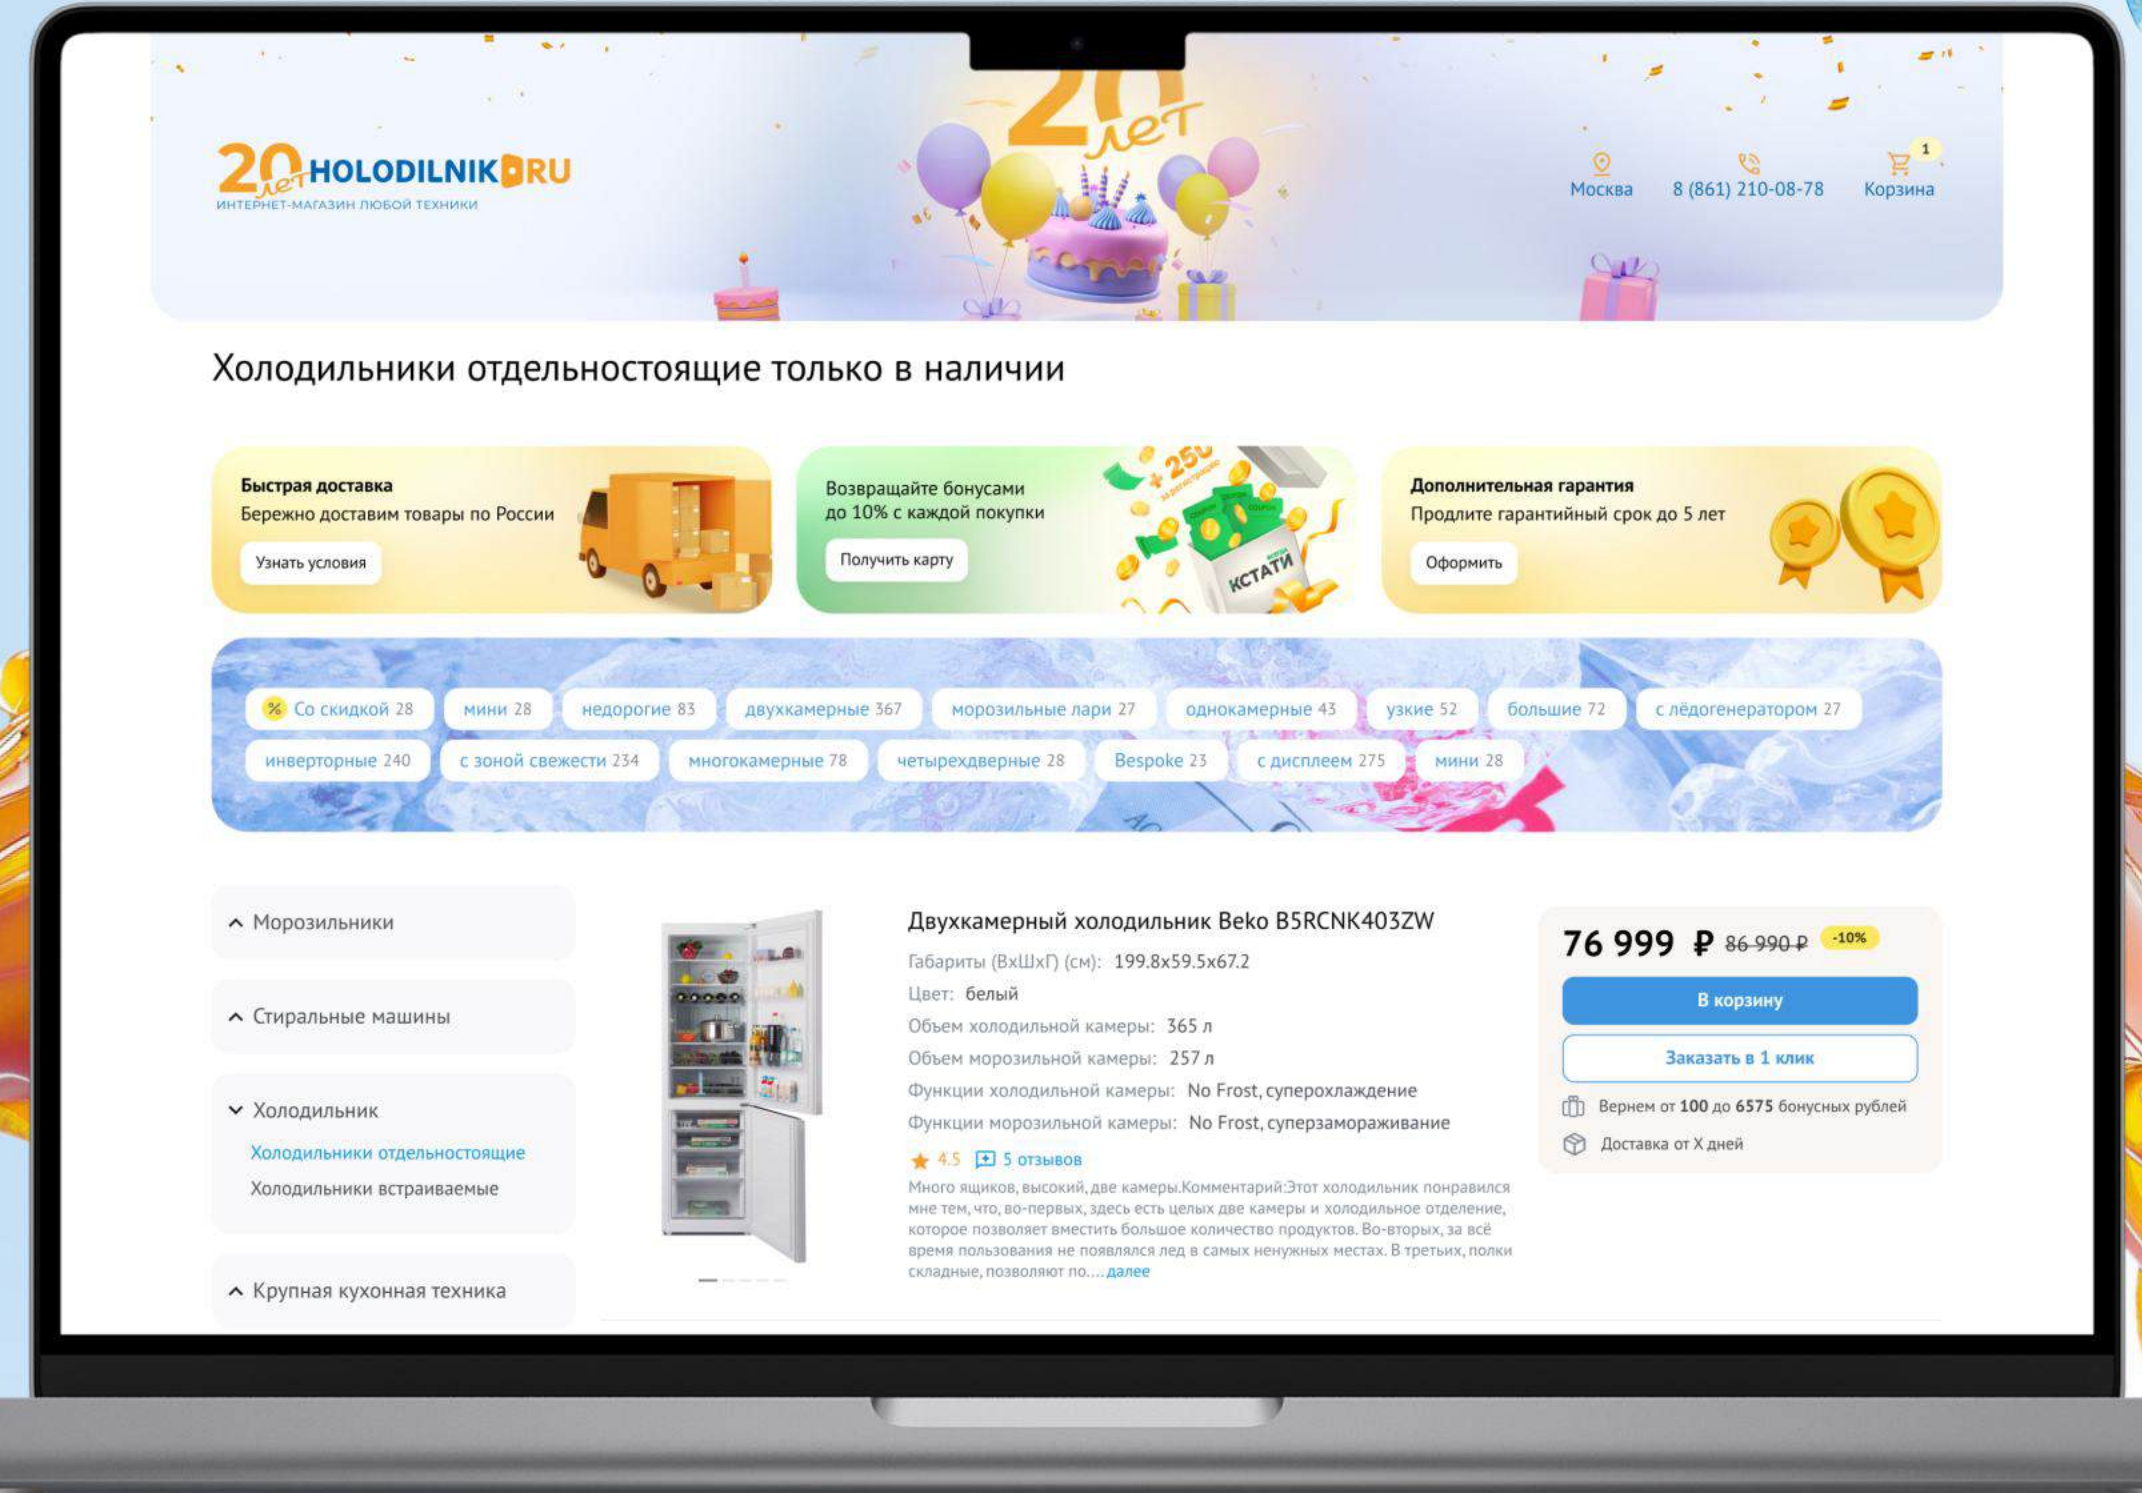 20 лет
20 лет HOLODILNIK RU
ИНТЕРНЕТ-МАГАЗИН ЛЮБОЙ ТЕХНИКИ
1
Москва 8 (861) 210-08-78 Корзина
Холодильники отдельностоящие только в наличии
Быстрая доставка
Бережно доставим товары по России
Узнать условия
Возвращайте бонусами
до 10% с каждой покупки
Получить карту
+ 250
за регистрацию
COUPON COUPON
всегда
КСТАТИ
Дополнительная гарантия
Продлите гарантийный срок до 5 лет
Оформить
% Со скидкой 28 мини 28 недорогие 83 двухкамерные 367 морозильные лари 27 однокамерные 43 узкие 52 большие 72 с лёдогенератором 27
инверторные 240 с зоной свежести 234 многокамерные 78 четырехдверные 28 Bespoke 23 с дисплеем 275 мини 28
Морозильники
Стиральные машины
Холодильник
Холодильники отдельностоящие
Холодильники встраиваемые
Крупная кухонная техника
Двухкамерный холодильник Beko B5RCNK403ZW
Габариты (ВхШхГ) (см): 199.8x59.5x67.2
Цвет: белый
Объем холодильной камеры: 365 л
Объем морозильной камеры: 257 л
Функции холодильной камеры: No Frost, суперохлаждение
Функции морозильной камеры: No Frost, суперзамораживание
4.5 5 отзывов
Много ящиков, высокий, две камеры.Комментарий:Этот холодильник понравился
мне тем, что, во-первых, здесь есть целых две камеры и холодильное отделение,
которое позволяет вместить большое количество продуктов. Во-вторых, за всё
время пользования не появлялся лед в самых ненужных местах. В третьих, полки
складные, позволяют по.... далее
76 999 ₽ 86 990 ₽ -10%
В корзину
Заказать в 1 клик
Вернем от 100 до 6575 бонусных рублей
Доставка от X дней